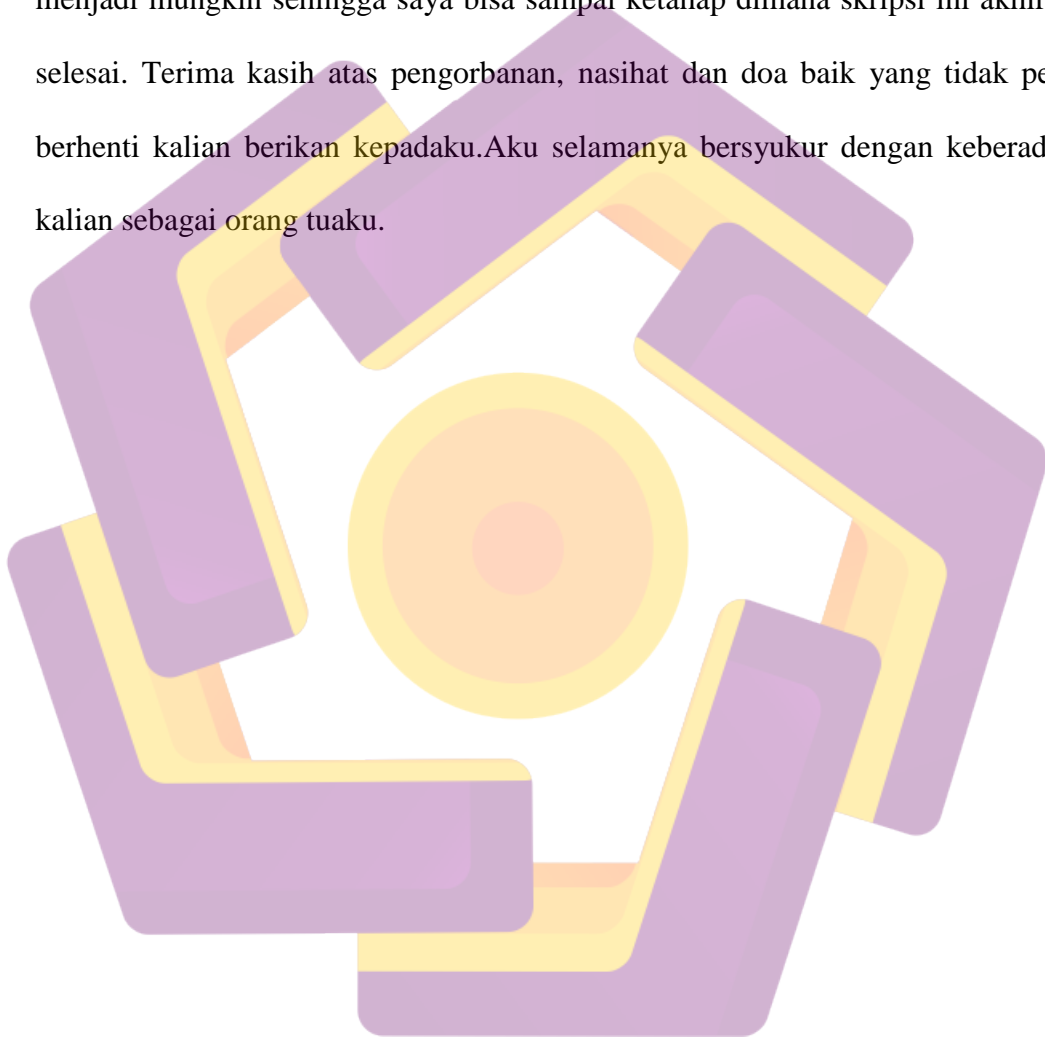 menjadi mungkin sehingga saya bisa sampai ketahap dimana skripsi ini akhir
selesai. Terima kasih atas pengorbanan, nasihat dan doa baik yang tidak pe
berhenti kalian berikan kepadaku.Aku selamanya bersyukur dengan keberad
kalian sebagai orang tuaku.